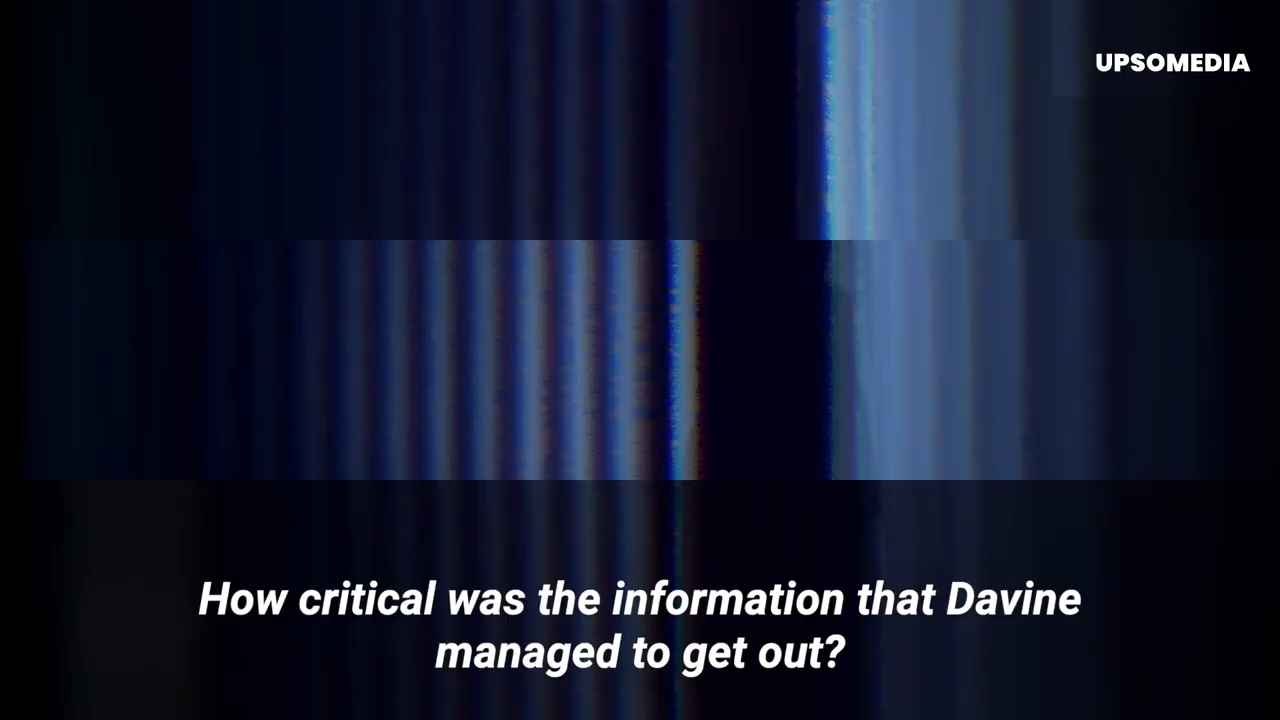 UPSOMEDIA
How critical was the information that Davine
managed to get out?